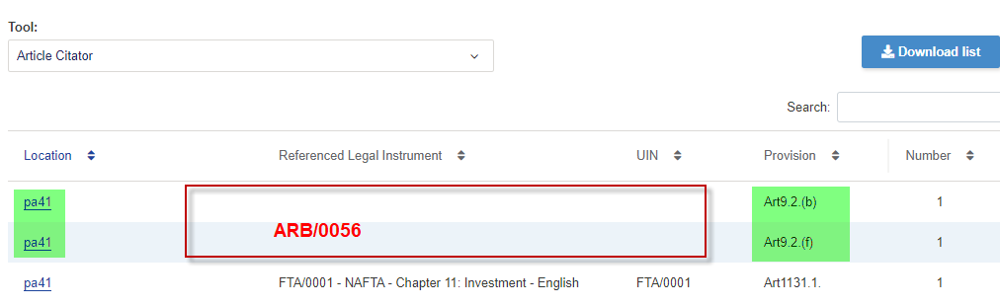 Tool:
Article Citator
Download list
Search:
Location Referenced Legal Instrument UIN Provision Number
pa41 Art9.2.(b) 1
ARB/0056
pa41 Art9.2.(f) 1
pa41 FTA/0001 - NAFTA - Chapter 11: Investment - English FTA/0001 Art1131.1. 1